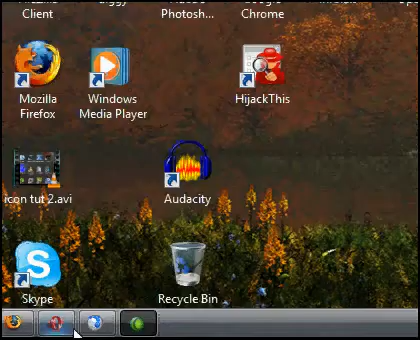 Client
Photosh...
Chrome
Mozilla
Firefox
Windows
Media Player
HijackThis
icon tut 2.avi
Audacity
Skype
Recycle Bin